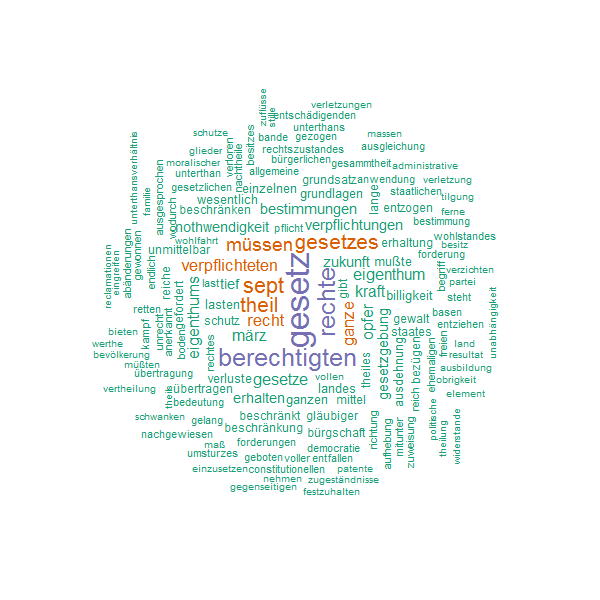 verletzungen
zuflüsse
stille
entschädigenden
unterthans
massen
schutze
bande
gezogen
ausgleichung
glieder
verloren
besitzes
rechtszustandes
moralischer
nachtheile
bürgerlichen
gesammtheit
administrative
unterthansverhältnis
familie
ausgesprochen
unterthan
allgemeine
grundsatz
anwendung
verletzung
gesetzlichen
einzelnen
grundlagen
lange
staatlichen
tilgung
wodurch
wesentlich
beschränken
bestimmungen
entzogen
ferne
nothwendigkeit
pflicht
verpflichtungen
bestimmung
wohlfahrt
müssen
gesetzes
erhaltung
besitz
wohlstandes
reclamationen
eingreifen
abänderungen
gewonnen
endlich
unmittelbar
forderung
verpflichteten
gesetz
rechte
zukunft
mußte
begriff
verzichten
reiche
eigenthums
last
tief
sept
gibt
eigenthum
partei
kraft
billigkeit
steht
unabhängigkeit
retten
gefordert
lasten
theil
ganze
opfer
gewalt
basen
bieten
kampf
unrecht
anerkannt
boden
schutz
recht
gesetzgebung
staates
entziehen
werthe
rechtes
märz
ausdehnung
freien
land
bevölkerung
berechtigten
theiles
bezügen
ehemaligen
resultat
müßten
ausbildung
übertragung
verluste
gesetze
vollen
obrigkeit
vertheilung
theils
übertragen
landes
reich
element
bedeutung
erhalten
ganzen
mittel
schwanken
gelang
beschränkt
gläubiger
richtung
mitunter
politische
nachgewiesen
beschränkung
bürgschaft
aufhebung
zuweisung
theilung
widerstande
maß
forderungen
democratie
umsturzes
geboten
voller
entfallen
einzusetzen
constitutionellen
patente
nehmen
zugeständnisse
gegenseitigen
festzuhalten